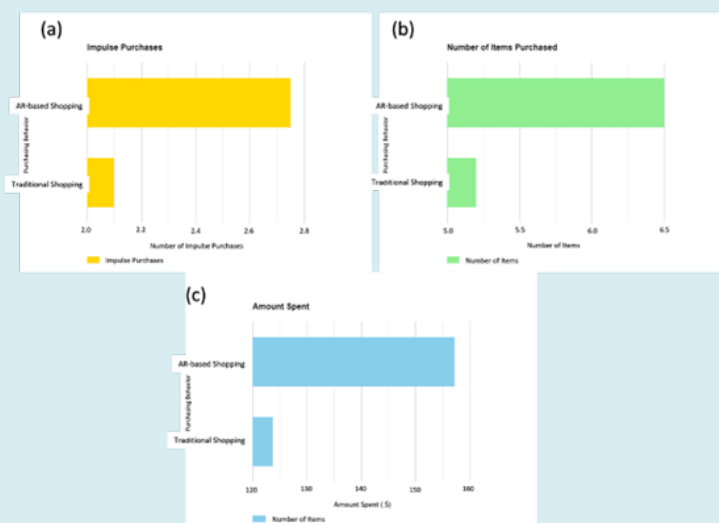 (a)
Impulse Purchases
AR-based Shopping
Purchasing Behavior
Traditional Shopping
2.0 2.2 2.4 2.6 2.8
Number of Impulse Purchases
Impulse Purchases
(b)
Number of Items Purchased
AR-based Shopping
Purchasing Behavior
Traditional Shopping
5.0 5.5 6.0 6.5
Number of Items
Number of Items
(c)
Amount Spent
AR-based Shopping
Purchasing Behavior
Traditional Shopping
120 130 140 150 160
Amount Spent ( $)
Number of Items